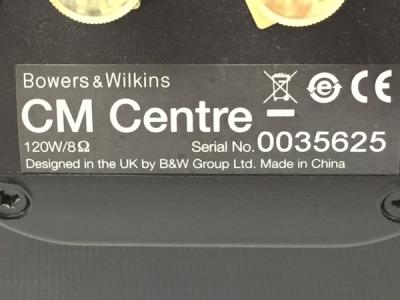 Bowers & Wilkins
CM Centre
120W/8Ω Serial No. 0035625
Designed in the UK by B&W Group Ltd. Made in China